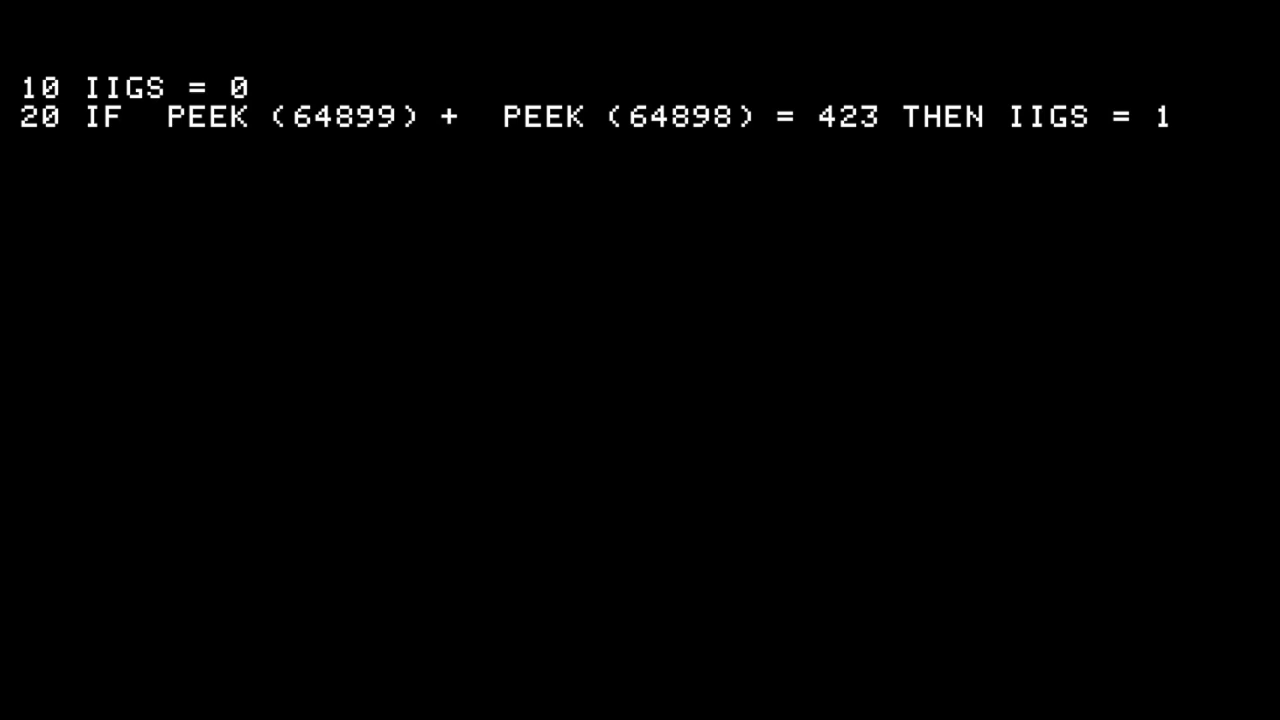 10 IIGS = 0
20 IF  PEEK (64899) +  PEEK (64898) = 423 THEN IIGS = 1